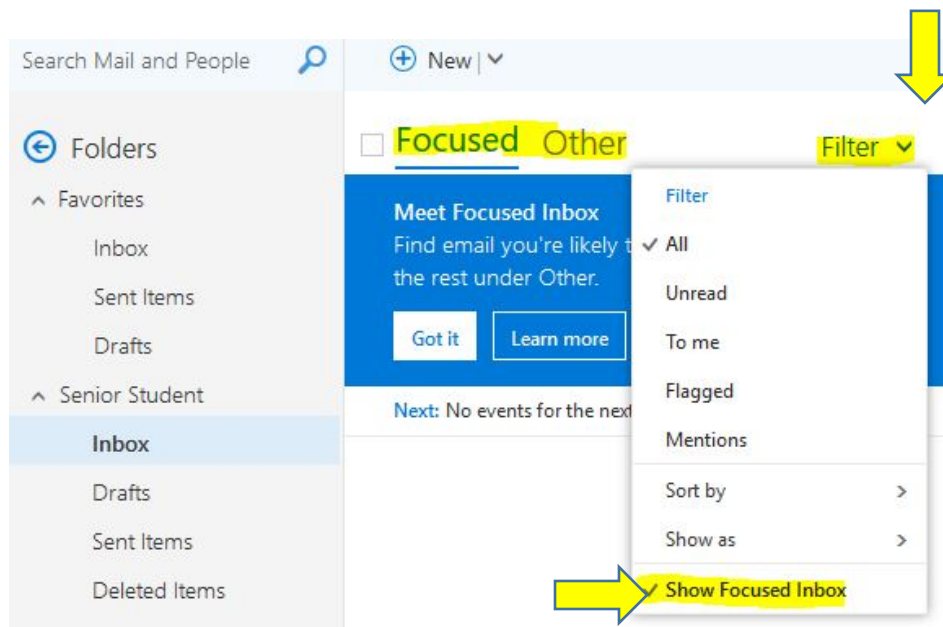 Search Mail and People
New
Folders
Favorites
Inbox
Sent Items
Drafts
Senior Student
Inbox
Drafts
Sent Items
Deleted Items
Focused Other
Filter
Meet Focused Inbox
Find email you're likely
the rest under Other.
Got it
Learn more
Next: No events for the next
Filter
All
Unread
To me
Flagged
Mentions
Sort by
Show as
Show Focused Inbox